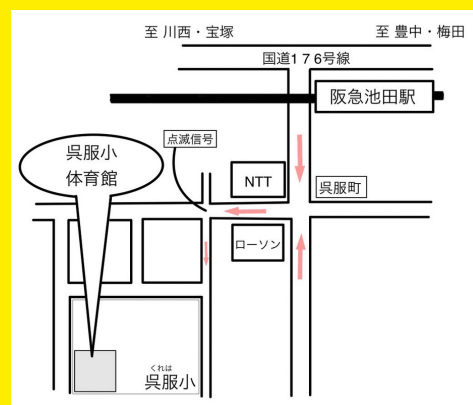 至 川西・宝塚
至 豊中・梅田
国道176号線
阪急池田駅
点滅信号
呉服小
体育館
NTT
呉服町
ローソン
くれは
呉服小